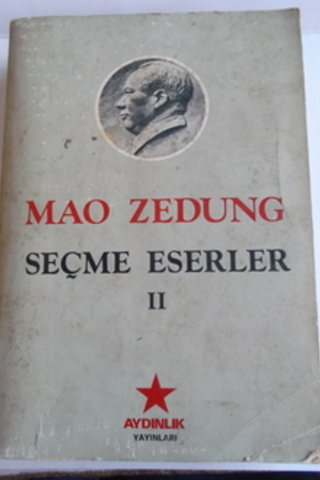 MAO ZEDUNG
SEÇME ESERLER
II
AYDINLIK
YAYINLARI